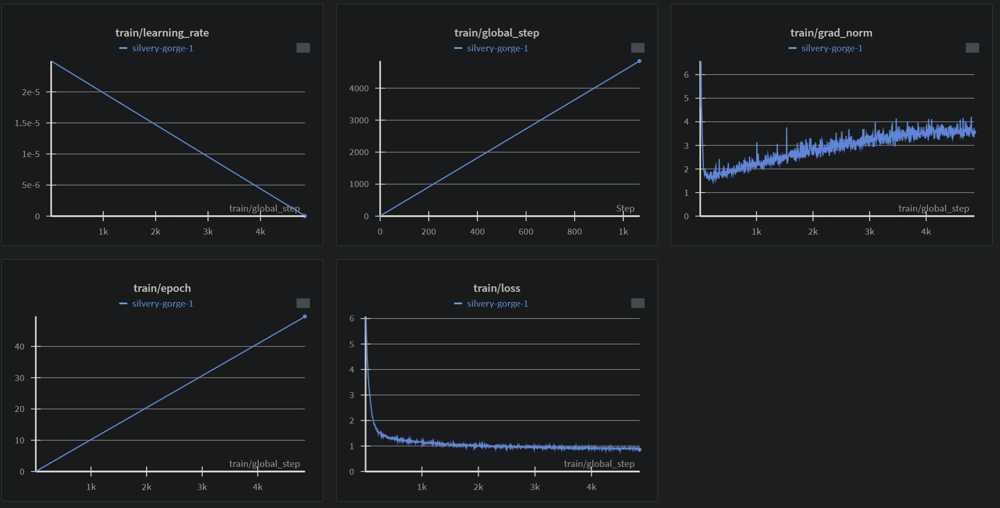 train/learning_rate
silvery-gorge-1
2e-5
1.5e-5
1e-5
5e-6
0
train/global_step
1k 2k 3k 4k
train/global_step
silvery-gorge-1
4000
3000
2000
1000
0
Step
0 200 400 600 800 1k
train/grad_norm
silvery-gorge-1
6
5
4
3
2
1
0
train/global_step
1k 2k 3k 4k
train/epoch
silvery-gorge-1
40
30
20
10
0
train/global_step
1k 2k 3k 4k
train/loss
silvery-gorge-1
6
5
4
3
2
1
0
train/global_step
1k 2k 3k 4k